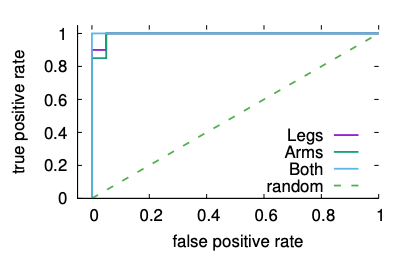 1
0.8
0.6
0.4
0.2
0
true positive rate
Legs
Arms
Both
random
0 0.2 0.4 0.6 0.8 1
false positive rate